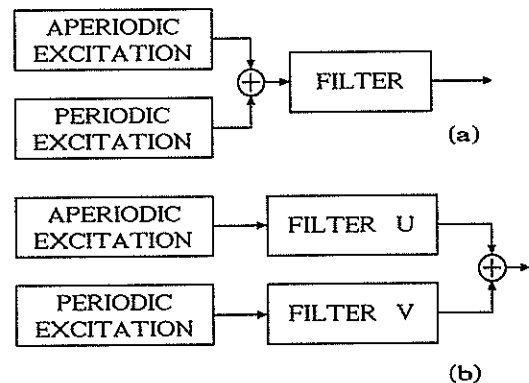 APERIODIC
EXCITATION
FILTER
PERIODIC
EXCITATION
(a)
APERIODIC
EXCITATION
FILTER U
PERIODIC
EXCITATION
FILTER V
(b)